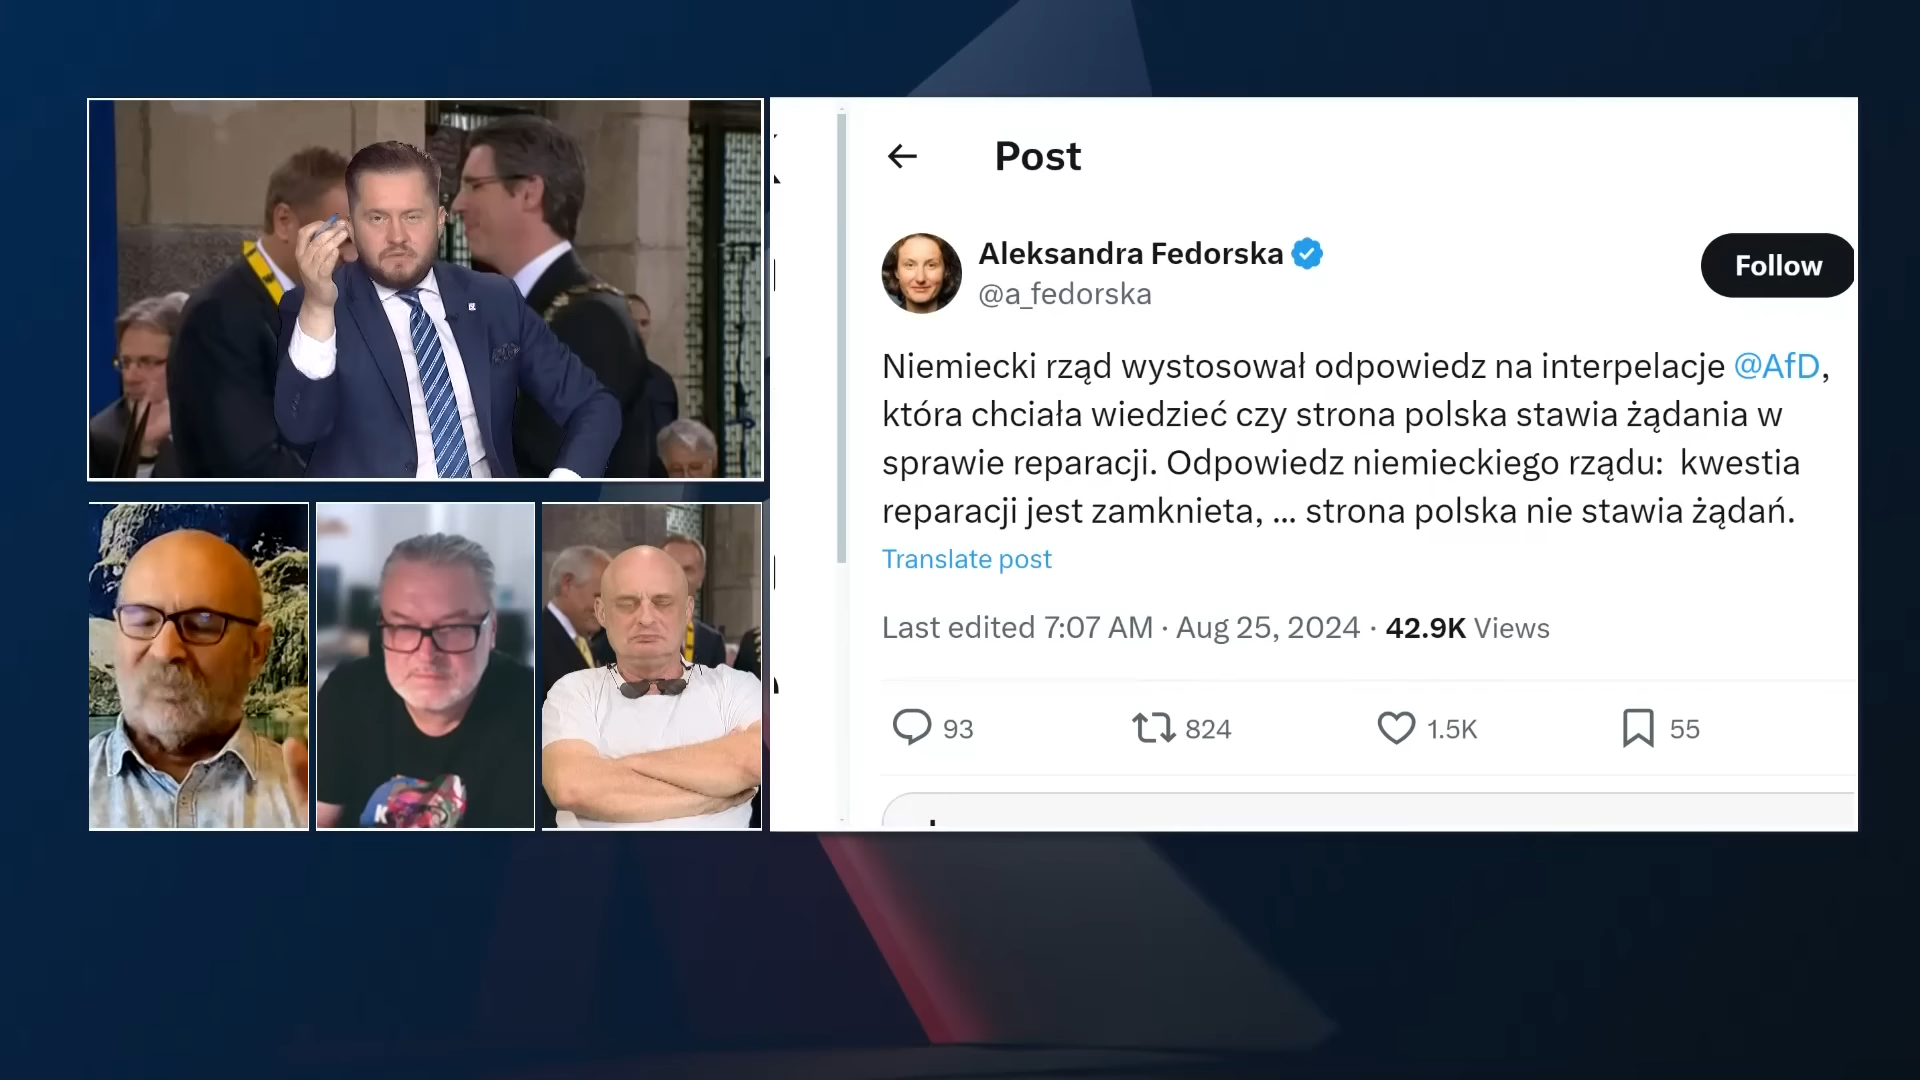 Post
Aleksandra Fedorska
@a_fedorska
Follow
Niemiecki rząd wystosował odpowiedz na interpelacje @AfD,
która chciała wiedzieć czy strona polska stawia żądania w
sprawie reparacji. Odpowiedz niemieckiego rządu:  kwestia
reparacji jest zamknieta, ... strona polska nie stawia żądań.
Translate post
Last edited 7:07 AM · Aug 25, 2024 · 42.9K Views
93 824 1.5K 55